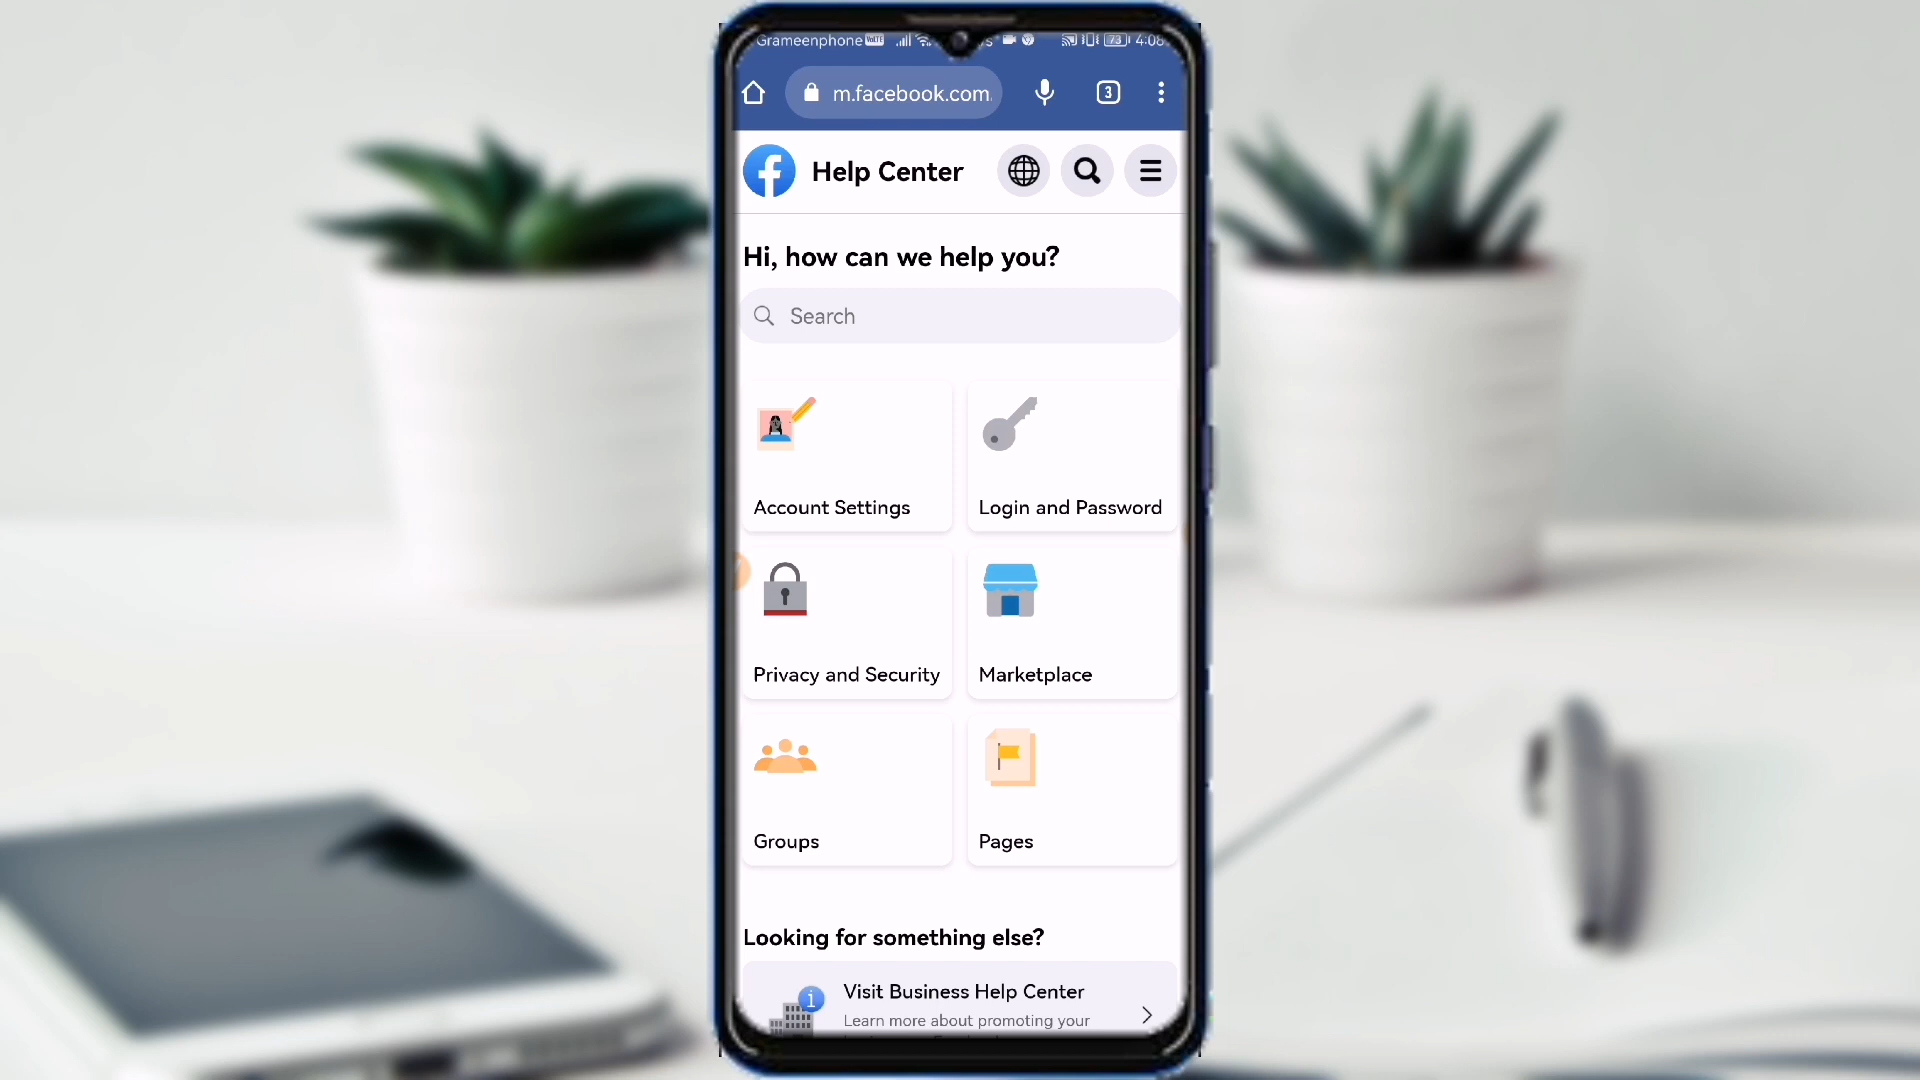 Grameenphone VoLTE 73 4:08
m.facebook.com 3
Help Center
Hi, how can we help you?
Search
Account Settings
Login and Password
Privacy and Security
Marketplace
Groups
Pages
Looking for something else?
Visit Business Help Center
Learn more about promoting your